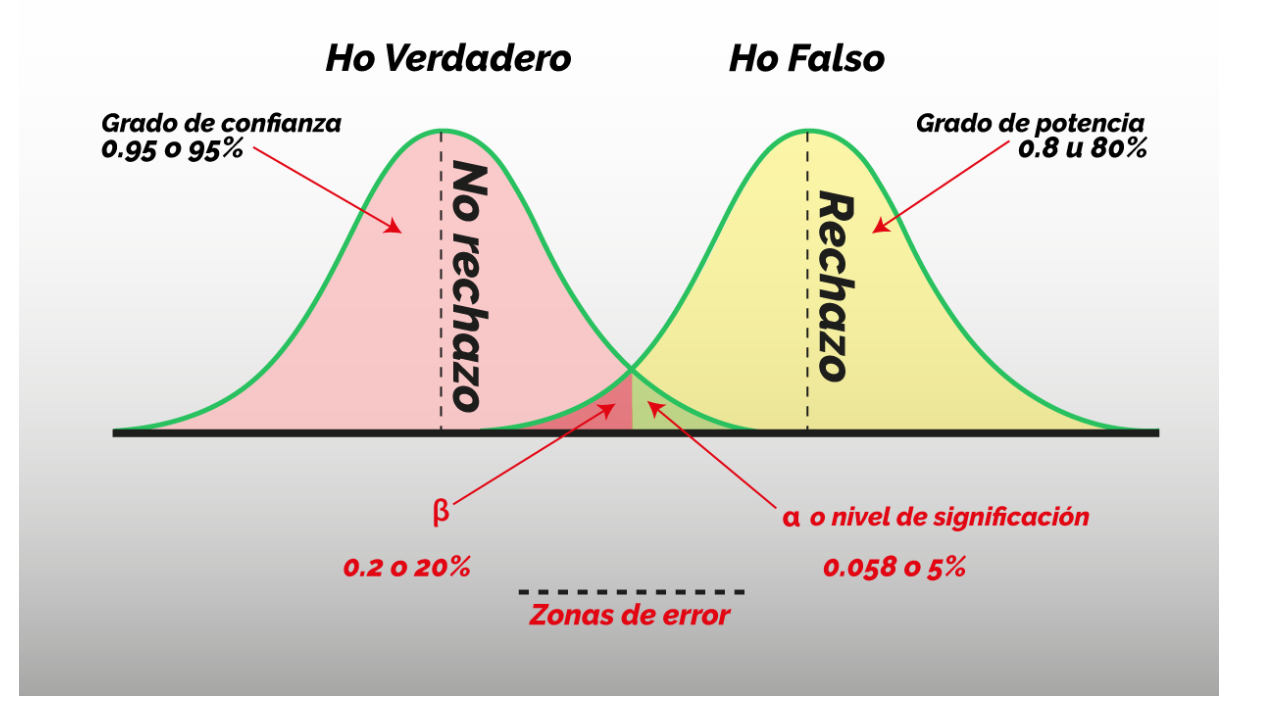 Ho Verdadero
Ho Falso
Grado de confianza
0.95 o 95%
Grado de potencia
0.8 u 80%
No rechazo
Rechazo
β
α o nivel de significación
0.2 o 20%
0.058 o 5%
Zonas de error